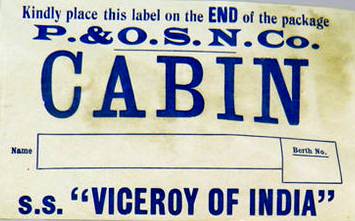 Kindly place this label on the END of the package
P. & O. S. N. Co.
CABIN
Name
Berth No.
S.S. "VICEROY OF INDIA"